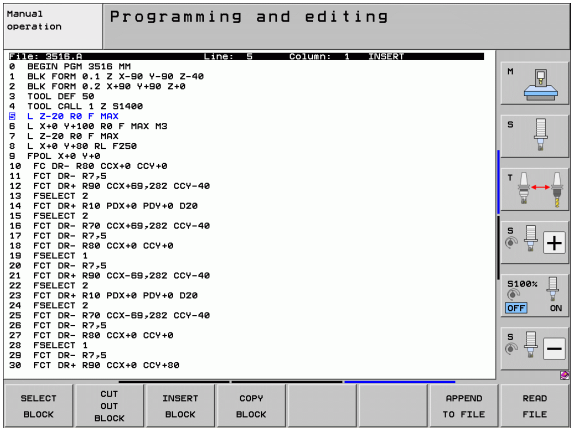 Manual
operation
Programming and editing
File: 3516.A Line: 5 Column: 1 INSERT
0 BEGIN PGM 3516 MM
1 BLK FORM 0.1 Z X-90 Y-90 Z-40
2 BLK FORM 0.2 X+90 Y+90 Z+0
3 TOOL DEF 50
4 TOOL CALL 1 Z S1400
5 L Z-20 R0 F MAX
6 L X+0 Y+100 R0 F MAX M3
7 L Z-20 R0 F MAX
8 L X+0 Y+80 RL F250
9 FPOL X+0 Y+0
10 FC DR- R80 CCX+0 CCY+0
11 FCT DR- R7,5
12 FCT DR+ R90 CCX+69,282 CCY-40
13 FSELECT 2
14 FCT DR+ R10 PDX+0 PDY+0 D20
15 FSELECT 2
16 FCT DR- R70 CCX+69,282 CCY-40
17 FCT DR- R7,5
18 FCT DR- R80 CCX+0 CCY+0
19 FSELECT 1
20 FCT DR- R7,5
21 FCT DR+ R90 CCX-69,282 CCY-40
22 FSELECT 2
23 FCT DR+ R10 PDX+0 PDY+0 D20
24 FSELECT 2
25 FCT DR- R70 CCX-69,282 CCY-40
26 FCT DR- R7,5
27 FCT DR- R80 CCX+0 CCY+0
28 FSELECT 1
29 FCT DR- R7,5
30 FCT DR+ R90 CCX+0 CCY+80
M
S
T
S
+
S100%
OFF ON
S
-
SELECT
BLOCK
CUT
OUT
BLOCK
INSERT
BLOCK
COPY
BLOCK
APPEND
TO FILE
READ
FILE